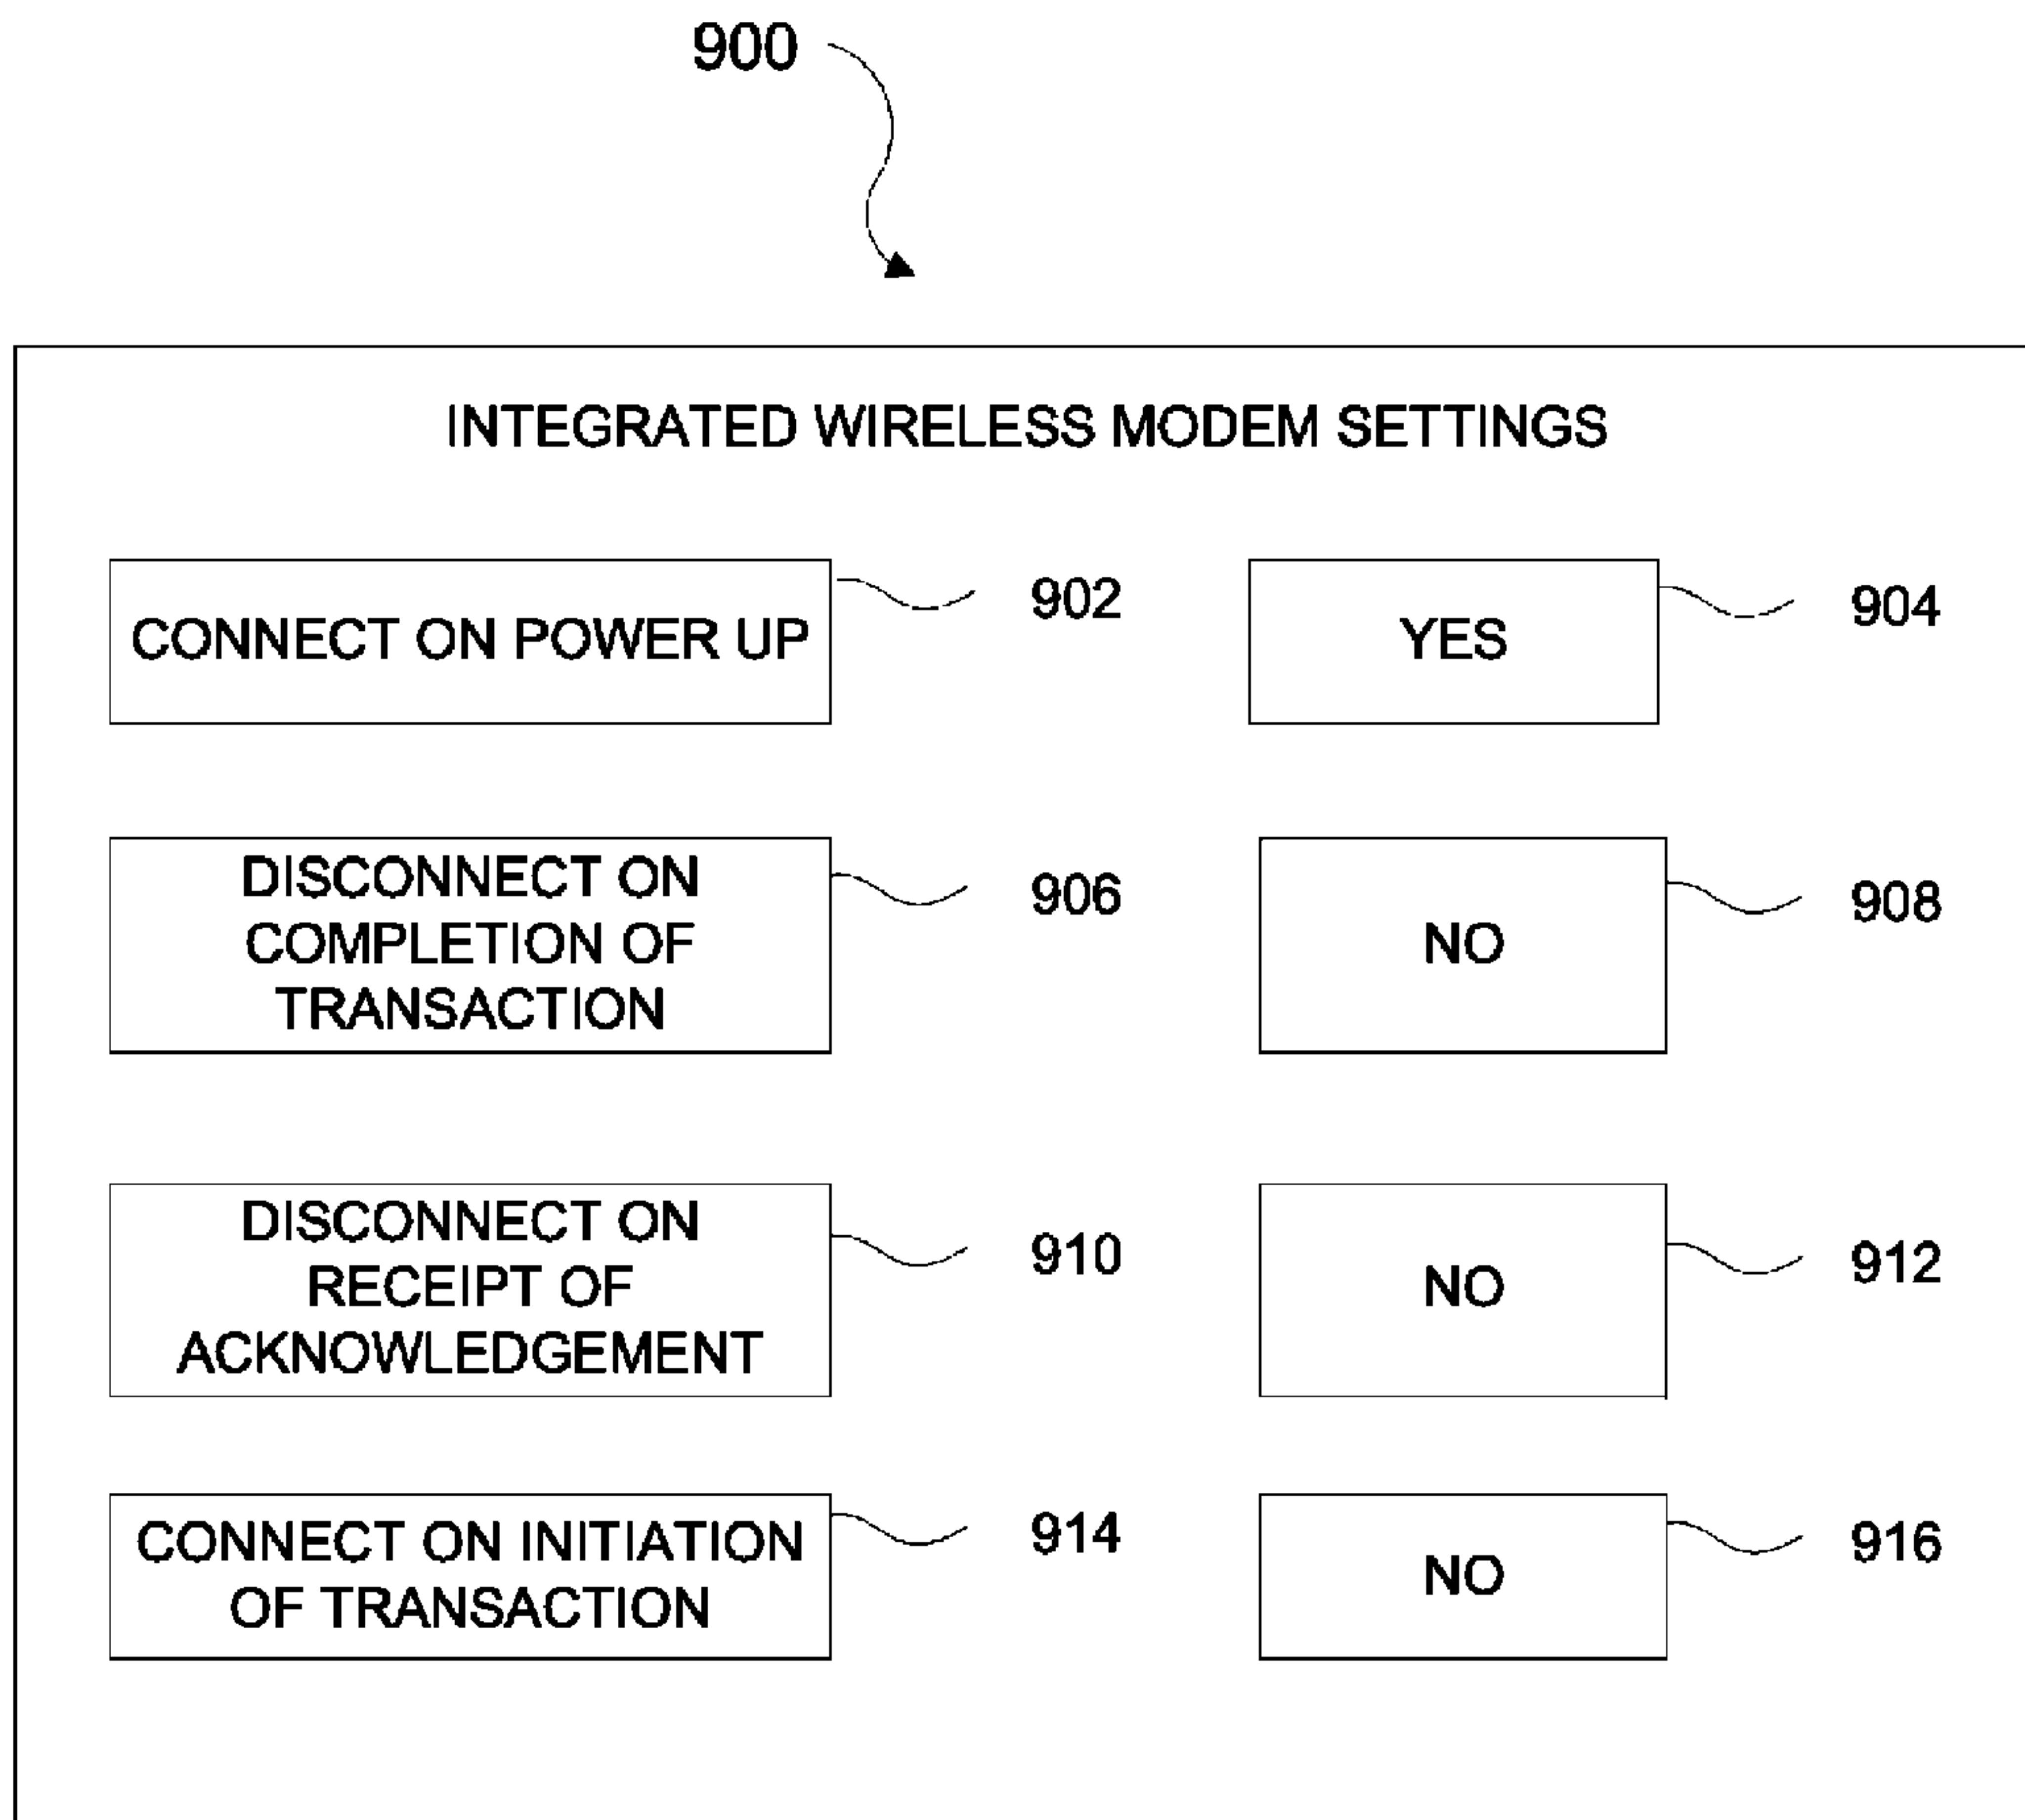 900
INTEGRATED WIRELESS MODEM SETTINGS
CONNECT ON POWER UP
902
YES
904
DISCONNECT ON
COMPLETION OF
TRANSACTION
906
NO
908
DISCONNECT ON
RECEIPT OF
ACKNOWLEDGEMENT
910
NO
912
CONNECT ON INITIATION
OF TRANSACTION
914
NO
916